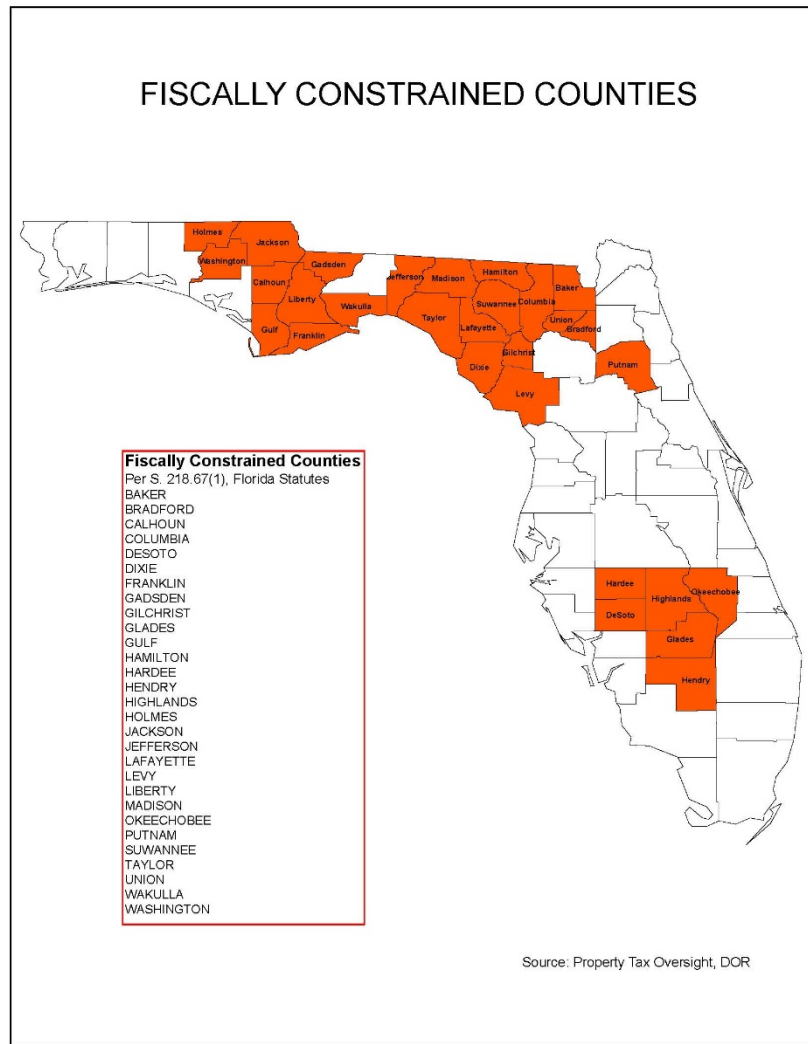 FISCALLY CONSTRAINED COUNTIES
Holmes
Jackson
Washington
Gadsden
Calhoun
Liberty
Wakulla
Gulf
Franklin
Jefferson
Madison
Hamilton
Baker
Suwannee
Columbia
Taylor
Lafayette
Union
Bradford
Gilchrist
Dixie
Putnam
Levy
Fiscally Constrained Counties
Per S. 218.67(1), Florida Statutes
BAKER
BRADFORD
CALHOUN
COLUMBIA
DESOTO
DIXIE
FRANKLIN
GADSDEN
GILCHRIST
GLADES
GULF
HAMILTON
HARDEE
HENDRY
HIGHLANDS
HOLMES
JACKSON
JEFFERSON
LAFAYETTE
LEVY
LIBERTY
MADISON
OKEECHOBEE
PUTNAM
SUWANNEE
TAYLOR
UNION
WAKULLA
WASHINGTON
Hardee
Highlands
Okeechobee
DeSoto
Glades
Hendry
Source: Property Tax Oversight, DOR